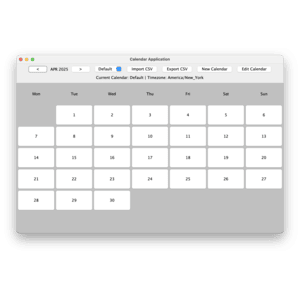 Calendar Application
< APR 2025 > Default Import CSV Export CSV New Calendar Edit Calendar
Current Calendar: Default | Timezone: America/New_York
Mon Tue Wed Thu Fri Sat Sun
1 2 3 4 5 6
7 8 9 10 11 12 13
14 15 16 17 18 19 20
21 22 23 24 25 26 27
28 29 30